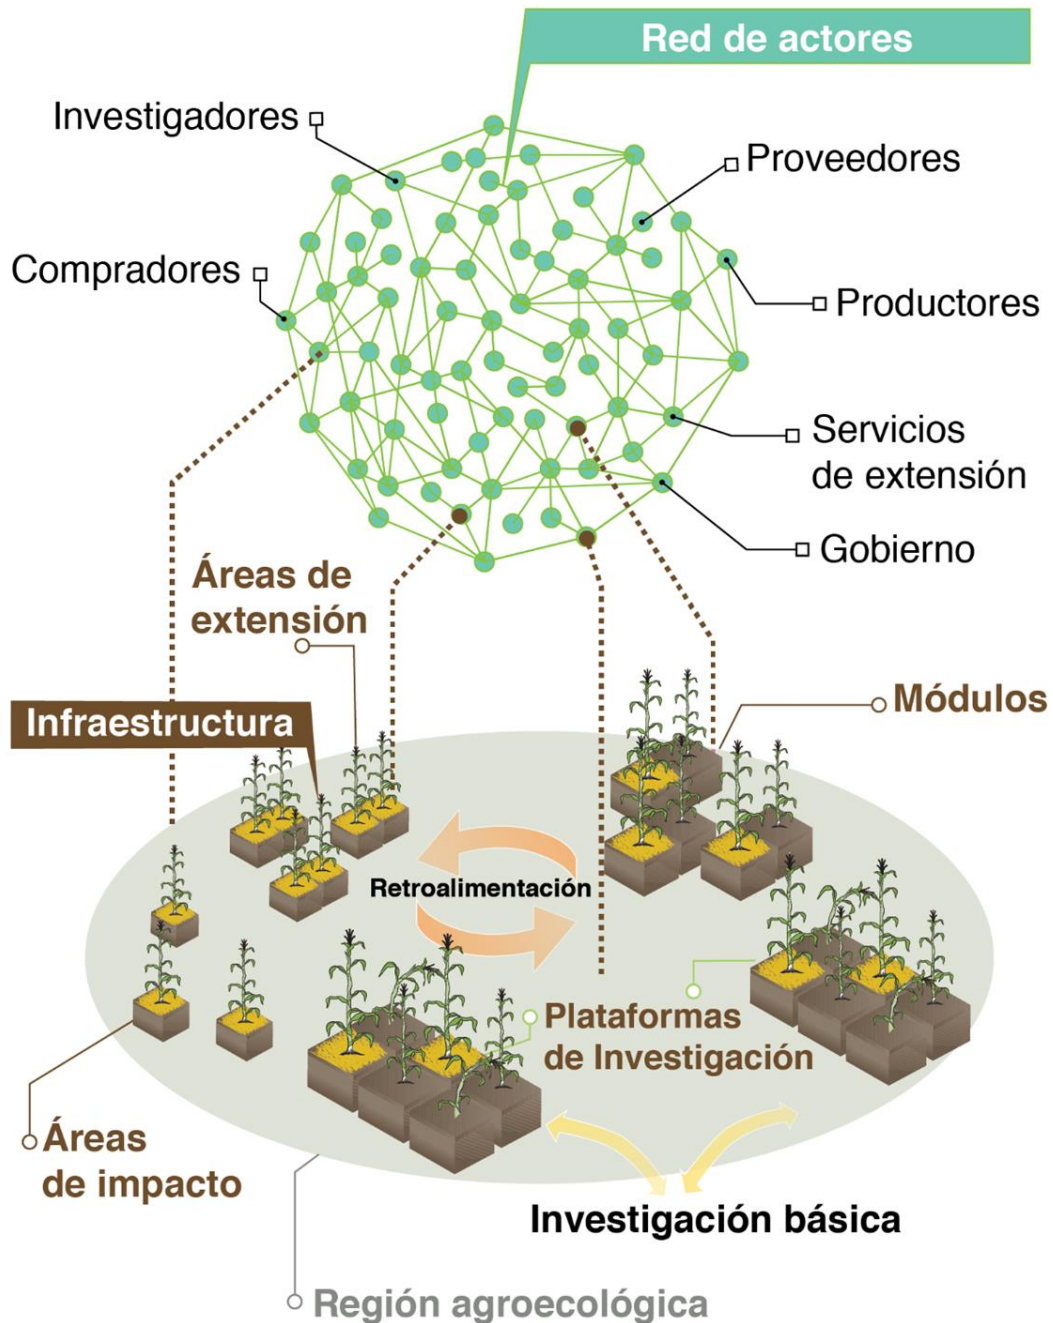 Red de actores
Investigadores
Proveedores
Compradores
Productores
Servicios
de extensión
Gobierno
Áreas de
extensión
Infraestructura
Módulos
Retroalimentación
Plataformas
de Investigación
Áreas
de impacto
Investigación básica
Región agroecológica